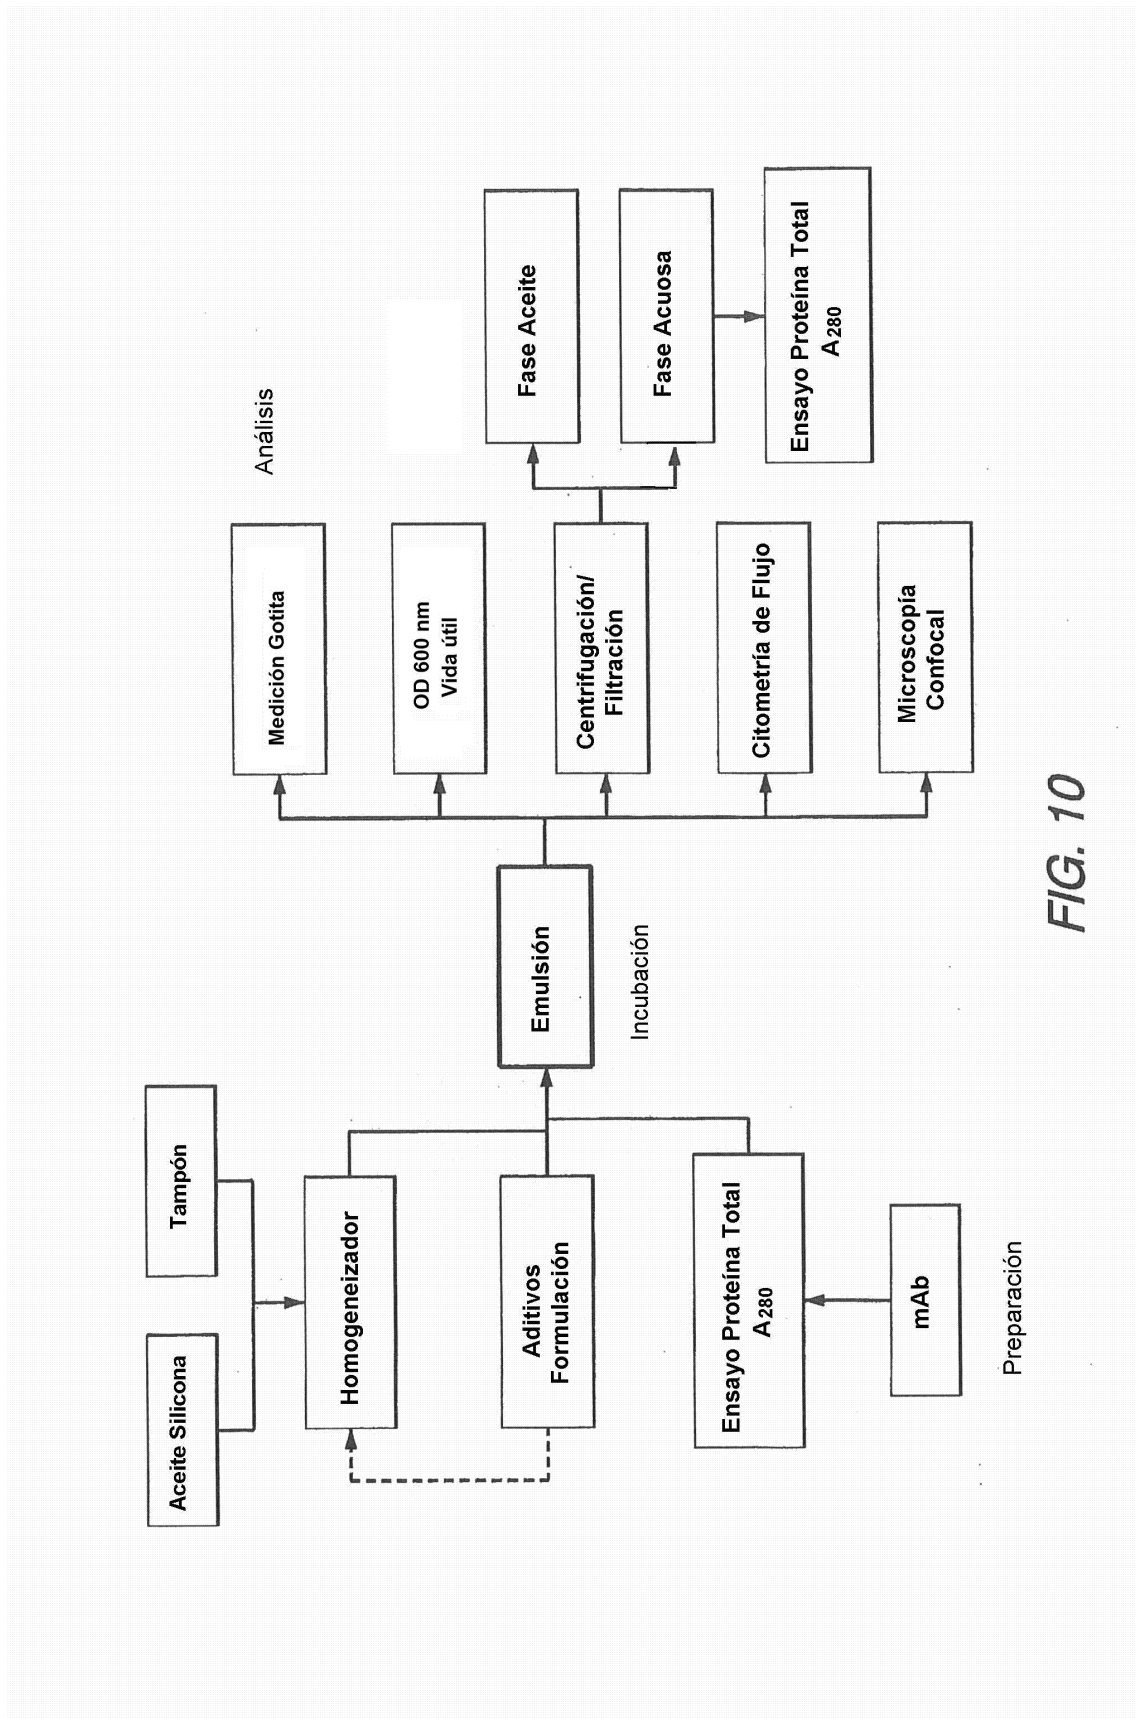 Aceite Silicona
Tampón
Homogeneizador
Aditivos
Formulación
Ensayo Proteína Total
A280
mAb
Preparación
Emulsión
Incubación
Análisis
Medición Gotita
OD 600 nm
Vida útil
Centrifugación/
Filtración
Citometría de Flujo
Microscopía
Confocal
Fase Aceite
Fase Acuosa
Ensayo Proteína Total
A280
FIG. 10